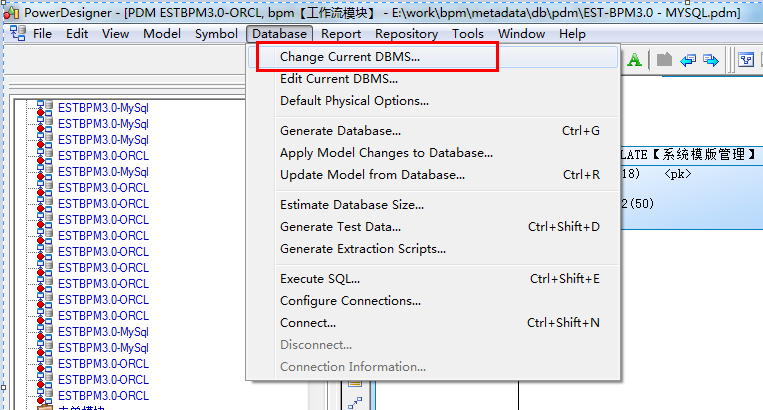 PowerDesigner - [PDM ESTBPM3.0-ORCL, bpm【工作流模块】 - E:\work\bpm\metadata\db\pdm\EST-BPM3.0 - MYSQL.pdm]
File Edit View Model Symbol Database Report Repository Tools Window Help
Change Current DBMS...
Edit Current DBMS...
Default Physical Options...
Generate Database... Ctrl+G
Apply Model Changes to Database...
Update Model from Database... Ctrl+R
Estimate Database Size...
Generate Test Data... Ctrl+Shift+D
Generate Extraction Scripts...
Execute SQL... Ctrl+Shift+E
Configure Connections...
Connect... Ctrl+Shift+N
Disconnect...
Connection Information...
ESTBPM3.0-MySql
ESTBPM3.0-MySql
ESTBPM3.0-MySql
ESTBPM3.0-ORCL
ESTBPM3.0-MySql
ESTBPM3.0-ORCL
ESTBPM3.0-ORCL
ESTBPM3.0-ORCL
ESTBPM3.0-ORCL
ESTBPM3.0-ORCL
ESTBPM3.0-ORCL
ESTBPM3.0-ORCL
ESTBPM3.0-ORCL
ESTBPM3.0-ORCL
ESTBPM3.0-MySql
ESTBPM3.0-MySql
ESTBPM3.0-ORCL
ESTBPM3.0-ORCL
ESTBPM3.0-ORCL
A
LATE【系统模版管理】
18) <pk>
2(50)